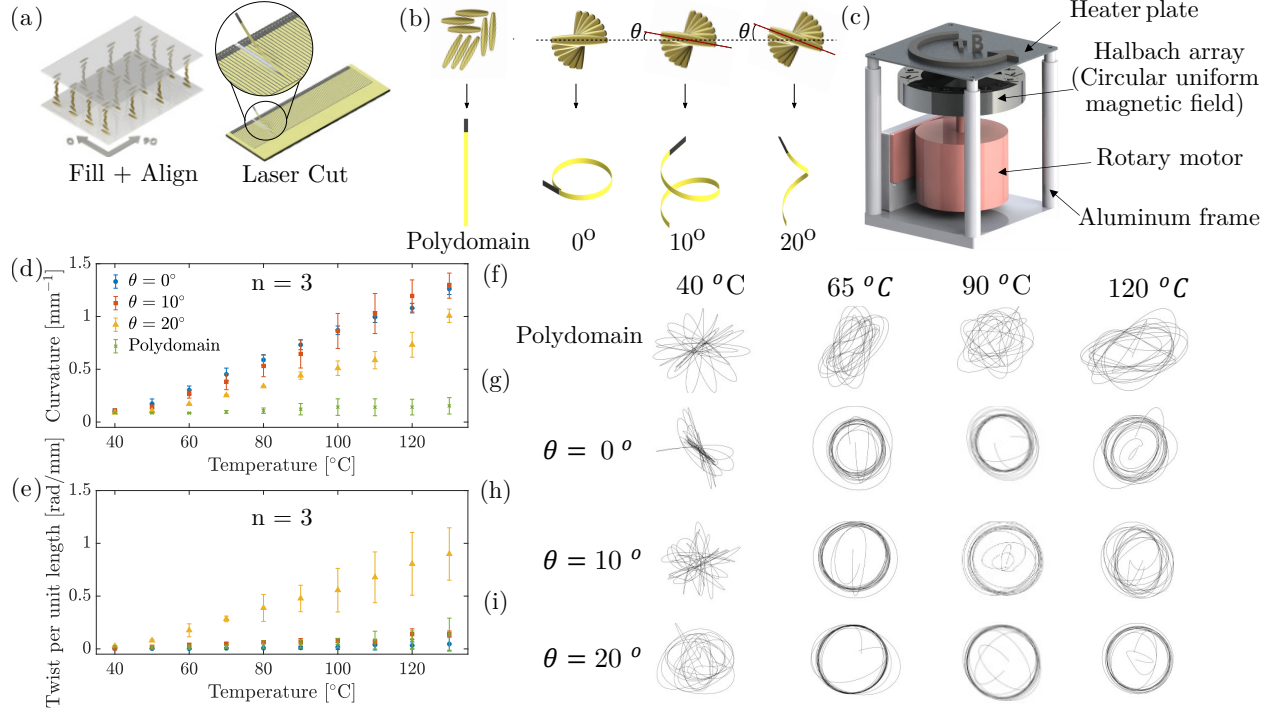 (a)
Fill + Align
Laser Cut
(b)
θ
θ
Polydomain
0°
10°
20°
(c)
Heater plate
Halbach array
(Circular uniform
magnetic field)
Rotary motor
Aluminum frame
B
(d)
Curvature [mm⁻¹]
1.5
1
0.5
0
θ = 0°
θ = 10°
θ = 20°
Polydomain
n = 3
40
60
80
100
120
Temperature [°C]
(e)
Twist per unit length [rad/mm]
1.5
1
0.5
0
n = 3
40
60
80
100
120
Temperature [°C]
(f)
40 °C
65 °C
90 °C
120 °C
Polydomain
(g)
θ = 0 °
(h)
θ = 10 °
(i)
θ = 20 °